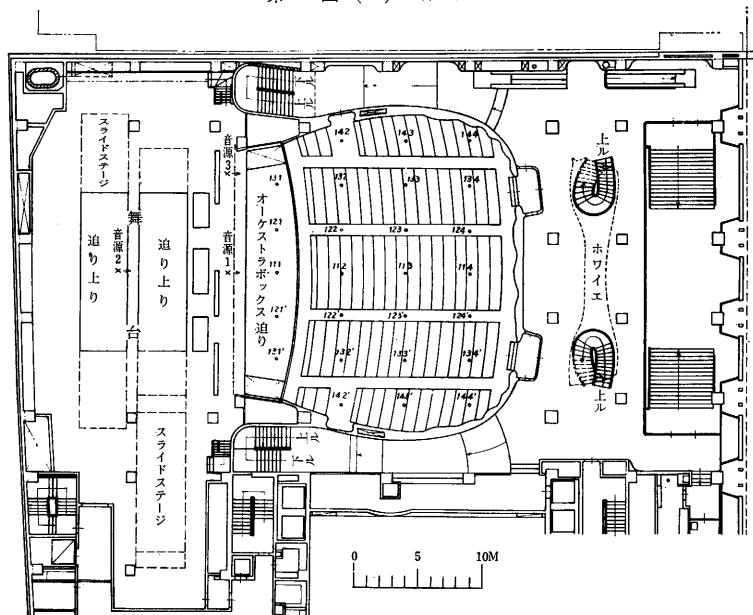 スライドステージ
舞台
迫り上り
迫り上り
音源2×
音源3×
音源1×
オーケストラボックス迫り
スライドステージ
下ル
上ル
下ル
上ル
上ル
ホワイエ
142 143 144
131 132 133 134
121 122 123 124
111 112 113 114
121' 122' 123' 124'
131' 132' 133' 134'
142' 143' 144'
0 5 10M